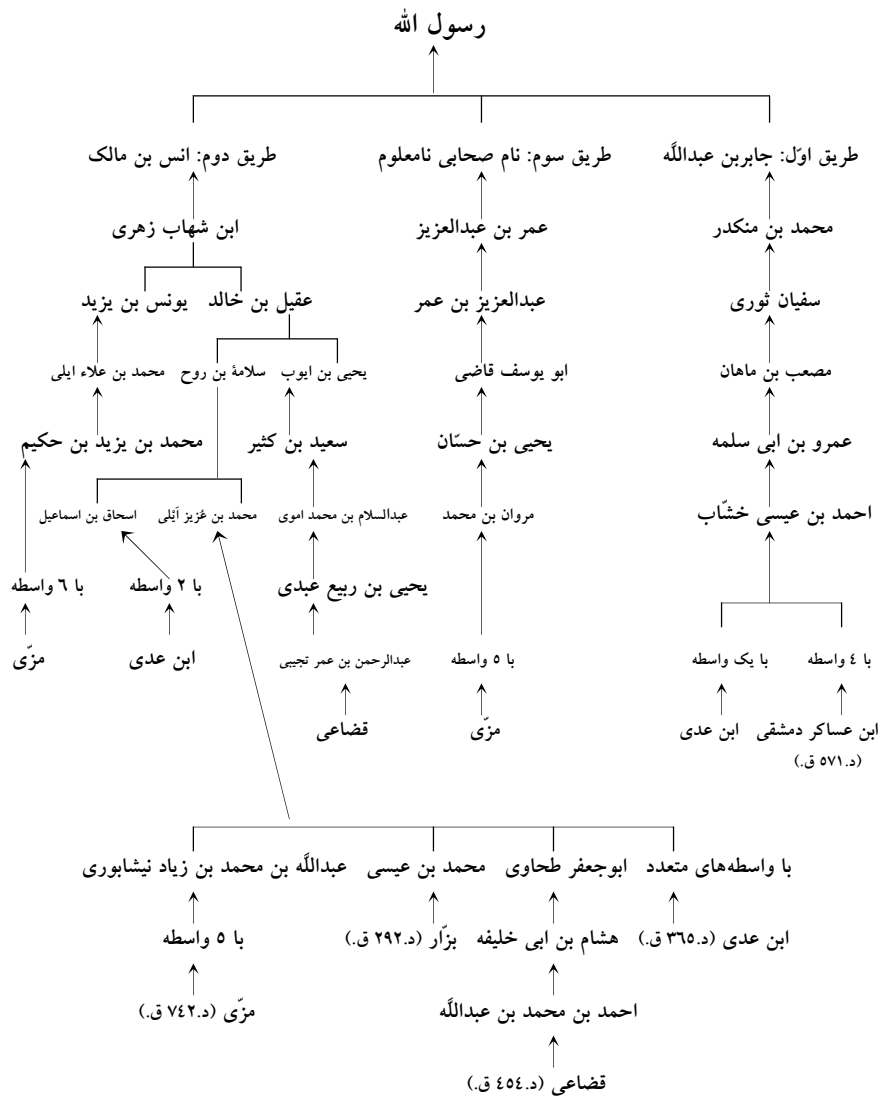 رسول الله
طریق اوّل: جابربن عبداللَّه طریق سوم: نام صحابی نامعلوم طریق دوم: انس بن مالک
محمد بن منکدر عمر بن عبدالعزیز ابن شهاب زهری
سفیان ثوری عبدالعزیز بن عمر عقیل بن خالد یونس بن یزید
مصعب بن ماهان ابو یوسف قاضی یحیی بن ایوب سلامة بن روح محمد بن علاء ایلی
عمرو بن ابی سلمه یحیی بن حسّان سعید بن کثیر محمد بن یزید بن حکیم
احمد بن عیسی خشّاب مروان بن محمد عبدالسلام بن محمد اموی محمد بن عُزیز اَیْلی اسحاق بن اسماعیل
یحیی بن ربیع عبدی با ٢ واسطه با ٦ واسطه
با ٤ واسطه با یک واسطه با ٥ واسطه عبدالرحمن بن عمر تجیبی ابن عدی مزّی
ابن عساکر دمشقی ابن عدی مزّی قضاعی
(د.٥٧١ ق.)
با واسطه‌های متعدد ابوجعفر طحاوی محمد بن عیسی عبداللَّه بن محمد بن زیاد نیشابوری
ابن عدی (د.٣٦٥ ق.) هشام بن ابی خلیفه بزّار (د.٢٩٢ ق.) با ٥ واسطه
احمد بن محمد بن عبداللَّه مزّی (د.٧٤٢ ق.)
قضاعی (د.٤٥٤ ق.)